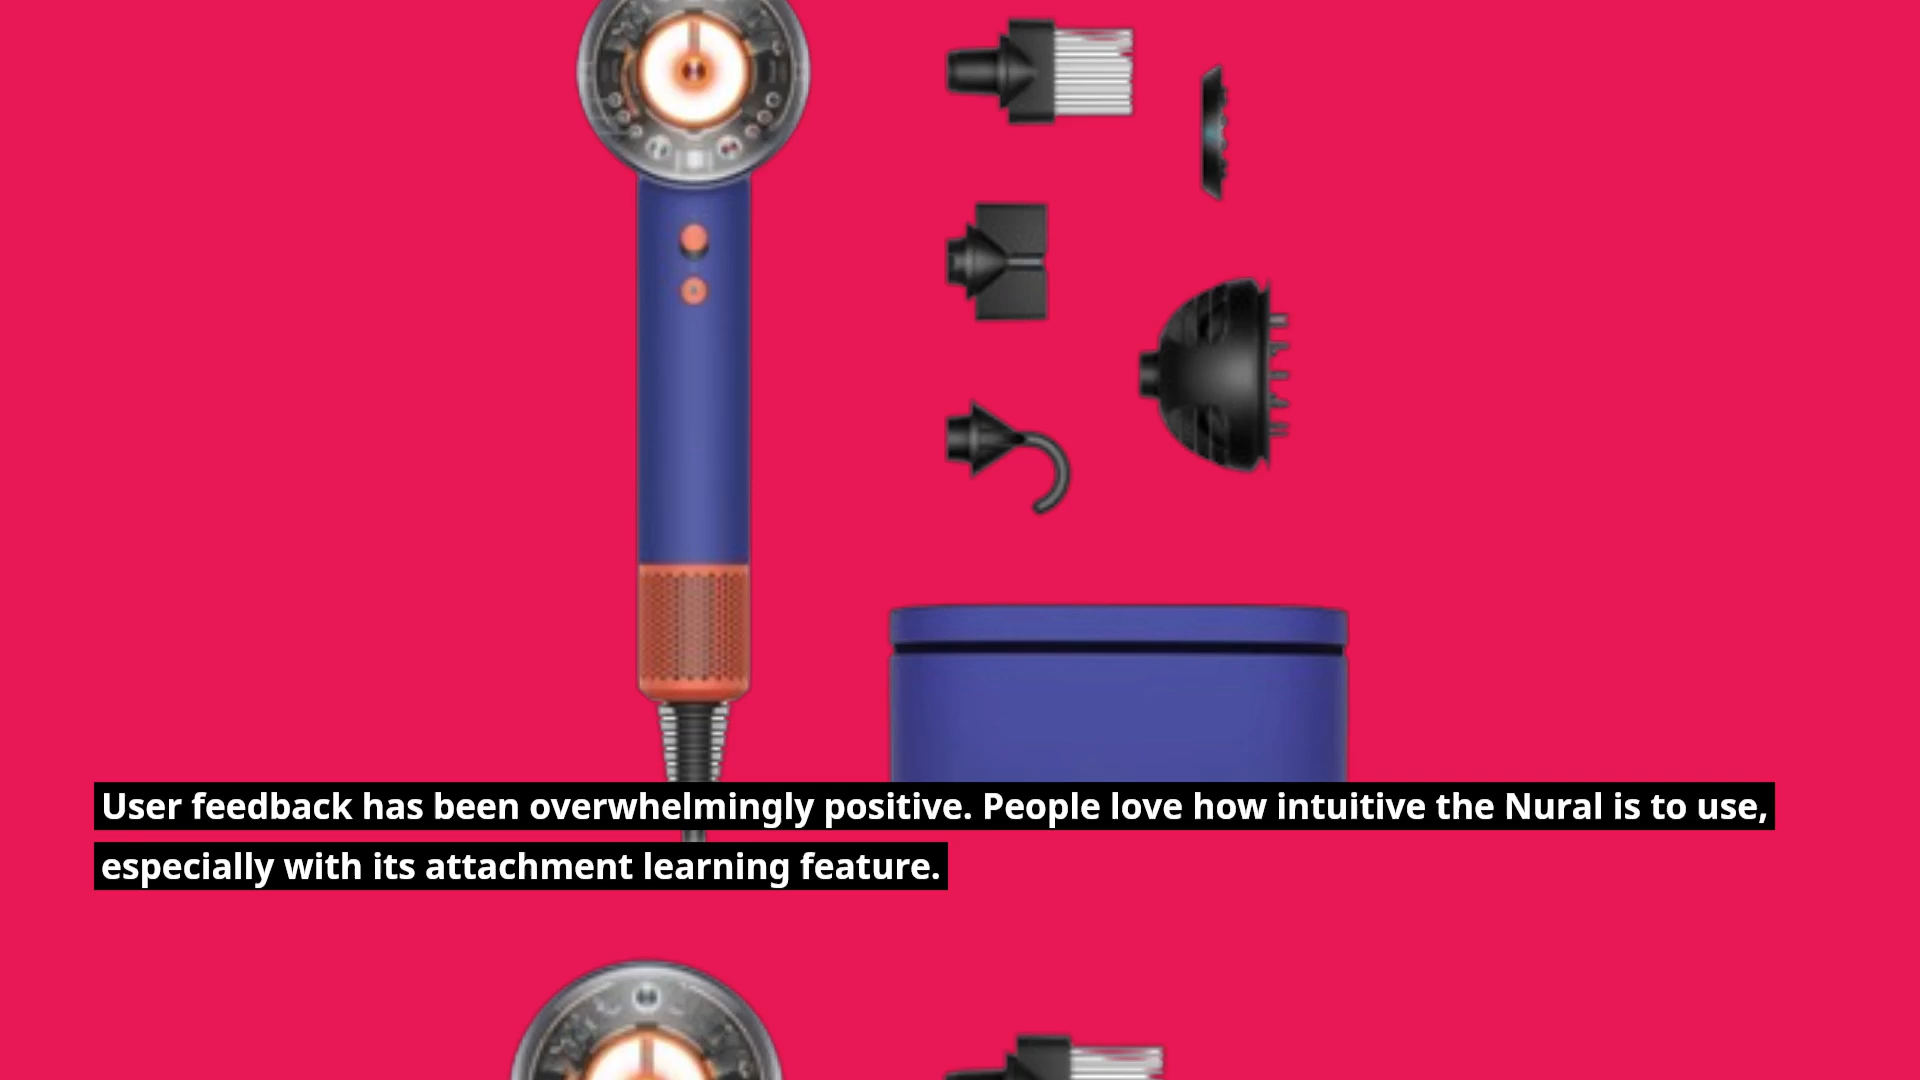 User feedback has been overwhelmingly positive. People love how intuitive the Nural is to use,
especially with its attachment learning feature.